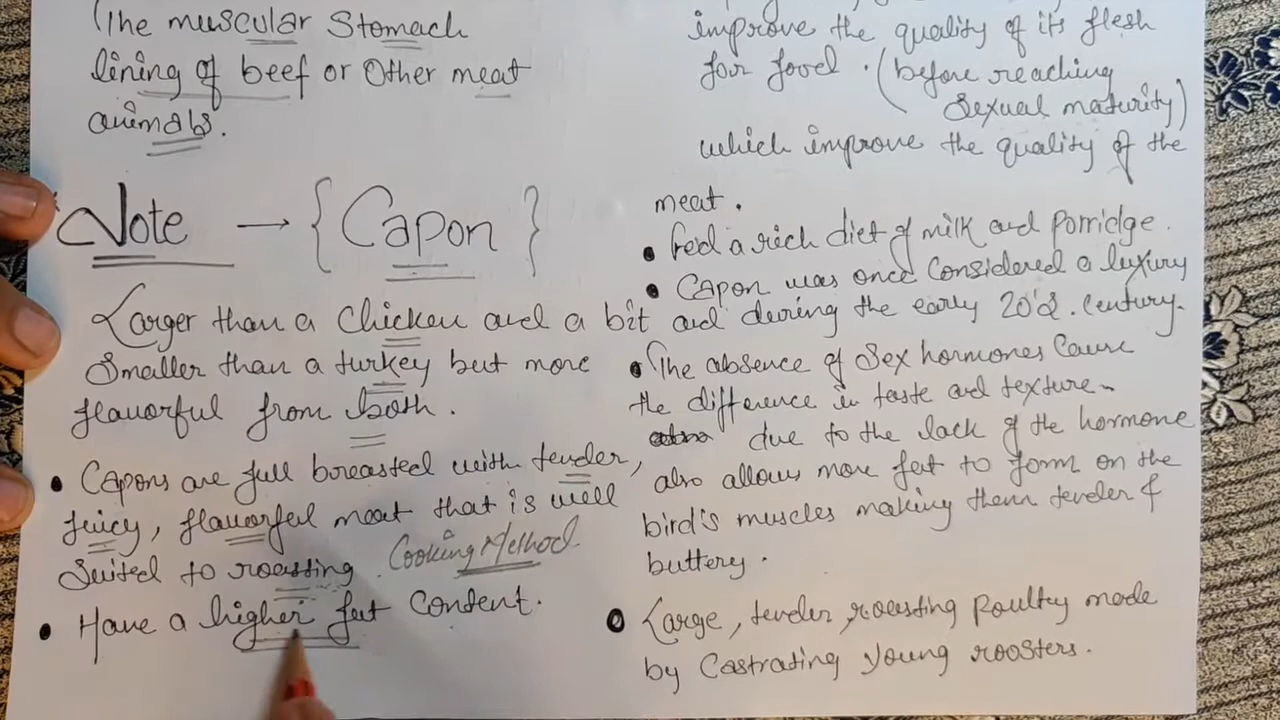 The muscular Stomach
lining of beef or Other meat
animals.
Note → { Capon }
Larger than a chicken and a bit
Smaller than a turkey but more
flavorful from both.
• Capons are full breasted with tender,
juicy, flavorful meat that is well
Suited to roasting. Cooking Method.
• Have a higher fat Content.
improve the quality of its flesh
for food. (before reaching
Sexual maturity)
which improve the quality of the
meat.
• Feed a rich diet of milk and porridge.
• Capon was once considered a luxury
and during the early 20's. century.
• The absence of Sex hormones Cause
the difference in taste and texture.
due to the lack of the hormone
also allows more fat to form on the
bird's muscles making them tender &
buttery.
• Large, tender, roasting Poultry made
by Castrating young roosters.